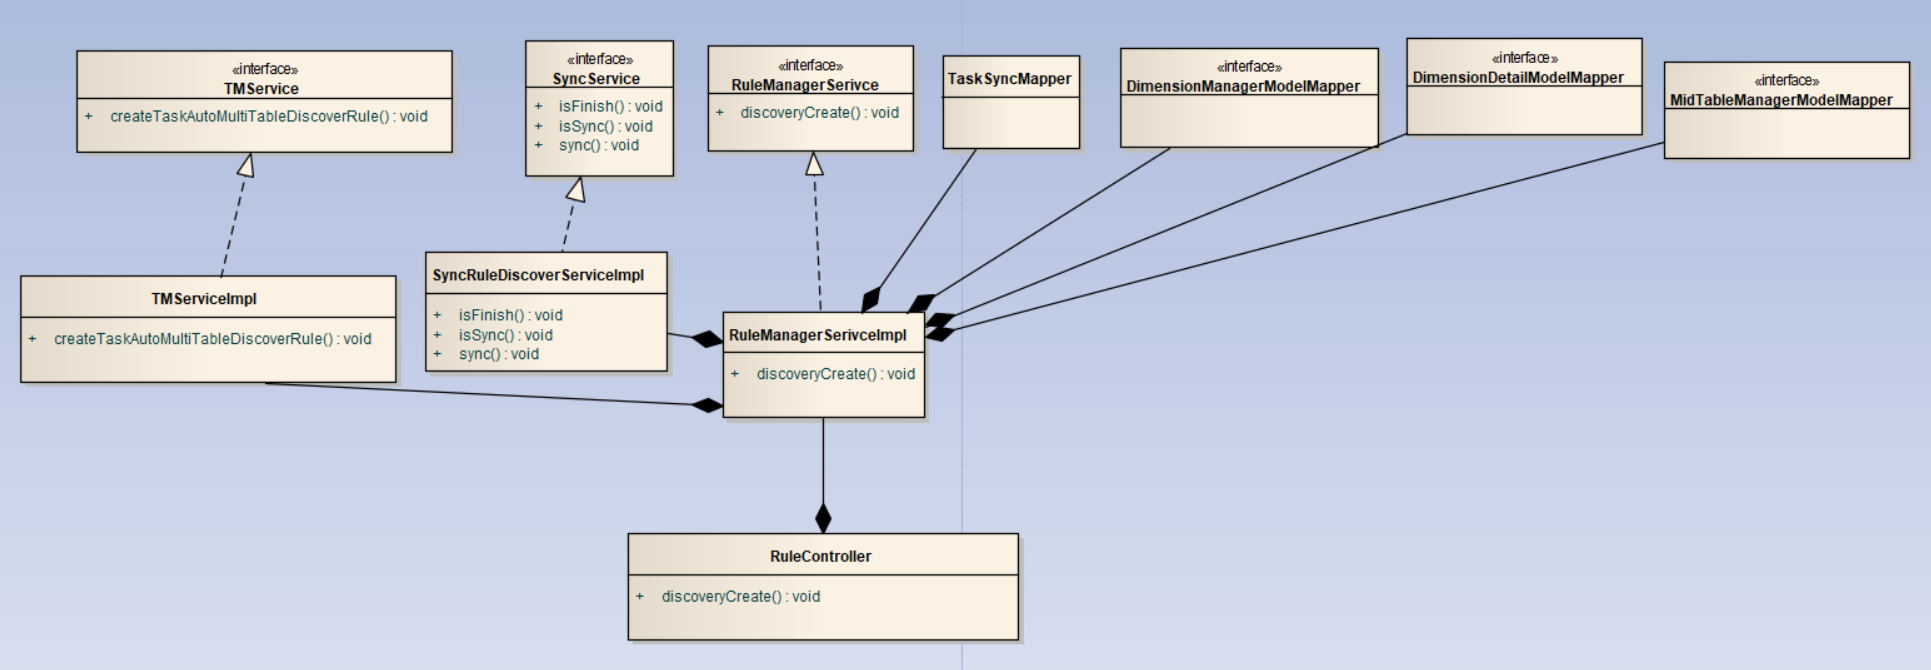 «interface»
TMService
+ createTaskAutoMultiTableDiscoverRule() : void
«interface»
SyncService
+ isFinish() : void
+ isSync() : void
+ sync() : void
«interface»
RuleManagerSerivce
+ discoveryCreate() : void
TaskSyncMapper
«interface»
DimensionManagerModelMapper
«interface»
DimensionDetailModelMapper
«interface»
MidTableManagerModelMapper
TMServiceImpl
+ createTaskAutoMultiTableDiscoverRule() : void
SyncRuleDiscoverServiceImpl
+ isFinish() : void
+ isSync() : void
+ sync() : void
RuleManagerSerivceImpl
+ discoveryCreate() : void
RuleController
+ discoveryCreate() : void